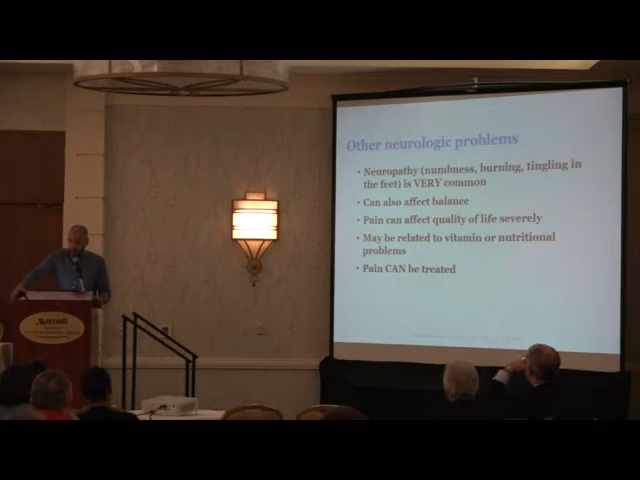 Other neurologic problems
• Neuropathy (numbness, burning, tingling in
the feet) is VERY common
• Can also affect balance
• Pain can affect quality of life severely
• May be related to vitamin or nutritional
problems
• Pain CAN be treated
Marriott